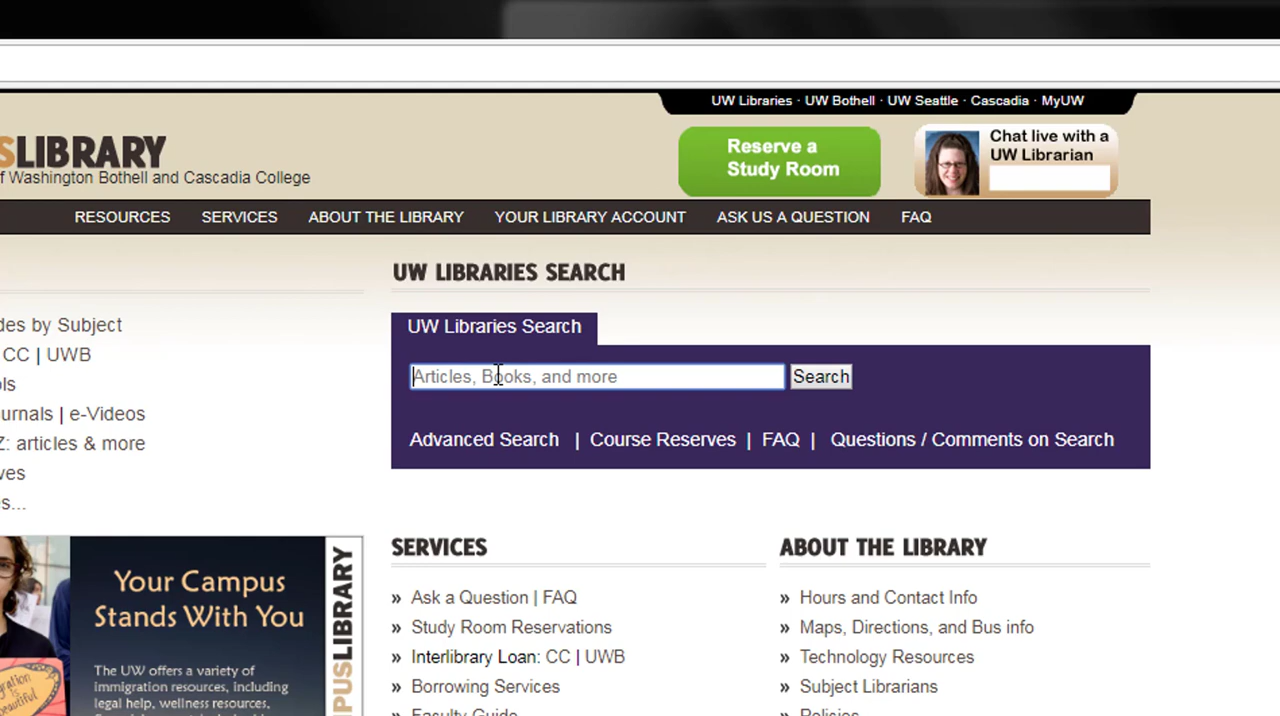 UW Libraries · UW Bothell · UW Seattle · Cascadia · MyUW
SLIBRARY
of Washington Bothell and Cascadia College
Reserve a
Study Room
Chat live with a
UW Librarian
RESOURCES SERVICES ABOUT THE LIBRARY YOUR LIBRARY ACCOUNT ASK US A QUESTION FAQ
des by Subject
CC | UWB
ols
urnals | e-Videos
Z: articles & more
ves
s...
UW LIBRARIES SEARCH
UW Libraries Search
Articles, Books, and more Search
Advanced Search | Course Reserves | FAQ | Questions / Comments on Search
Your Campus
Stands With You
The UW offers a variety of
immigration resources, including
legal help, wellness resources,
PUSLIBRARY
SERVICES
» Ask a Question | FAQ
» Study Room Reservations
» Interlibrary Loan: CC | UWB
» Borrowing Services
Faculty Guide
ABOUT THE LIBRARY
» Hours and Contact Info
» Maps, Directions, and Bus info
» Technology Resources
» Subject Librarians
Policies